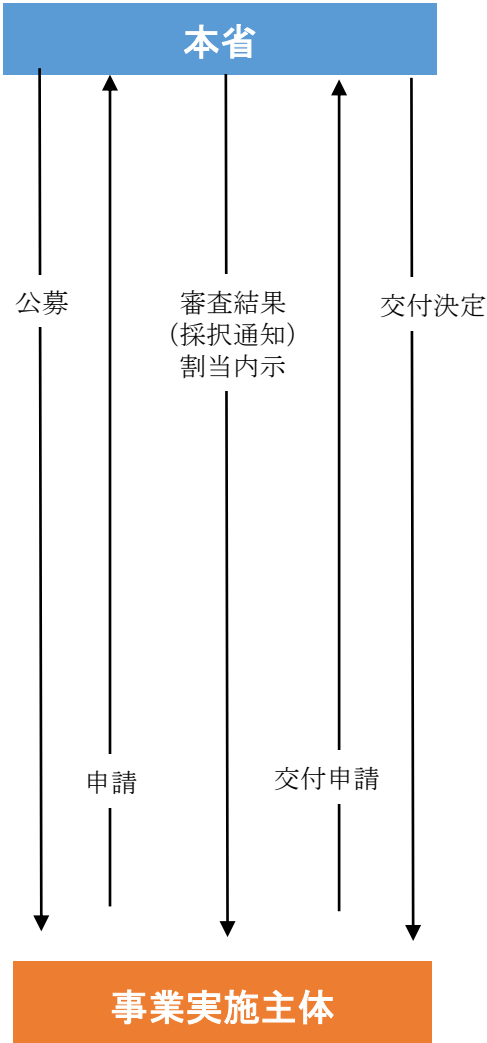 本省
公募
審査結果
（採択通知）
割当内示
交付決定
申請
交付申請
事業実施主体